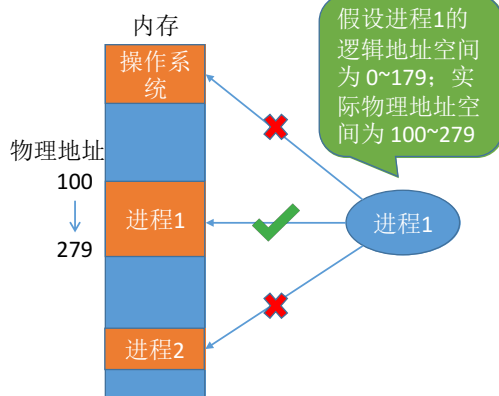 内存
操作系
统
物理地址
100
279
进程1
进程2
假设进程1的
逻辑地址空间
为 0~179；实
际物理地址空
间为 100~279
进程1